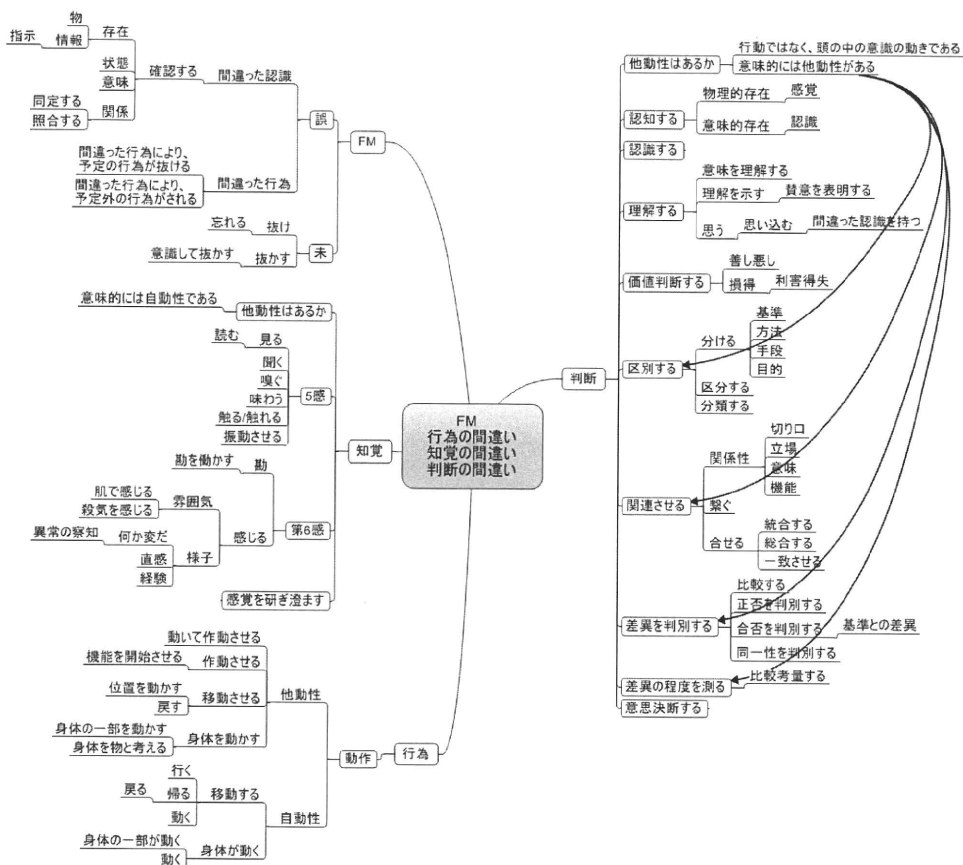 FM
行為の間違い
知覚の間違い
判断の間違い
FM
誤
間違った認識
確認する
存在
物
情報
指示
状態
意味
関係
同定する
照合する
間違った行為
間違った行為により、
予定の行為が抜ける
間違った行為により、
予定外の行為がされる
未
抜け
忘れる
抜かす
意識して抜かす
知覚
他動性はあるか
意味的には自動性である
5感
見る
読む
聞く
嗅ぐ
味わう
触る/触れる
振動させる
第6感
勘
勘を働かす
感じる
雰囲気
肌で感じる
殺気を感じる
様子
何か変だ
異常の察知
直感
経験
感覚を研ぎ澄ます
行為
動作
他動性
動いて作動させる
作動させる
機能を開始させる
移動させる
位置を動かす
戻す
身体を動かす
身体の一部を動かす
身体を物と考える
自動性
移動する
行く
帰る
戻る
動く
身体が動く
身体の一部が動く
動く
判断
他動性はあるか
行動ではなく、頭の中の意識の動きである
意味的には他動性がある
認知する
物理的存在
感覚
意味的存在
認識
認識する
理解する
意味を理解する
理解を示す
賛意を表明する
思う
思い込む
間違った認識を持つ
価値判断する
善し悪し
損得
利害得失
区別する
分ける
基準
方法
手段
目的
区分する
分類する
関連させる
関係性
切り口
立場
意味
機能
繋ぐ
合せる
統合する
総合する
一致させる
差異を判別する
比較する
正否を判別する
合否を判別する
基準との差異
同一性を判別する
差異の程度を測る
比較考量する
意思決断する